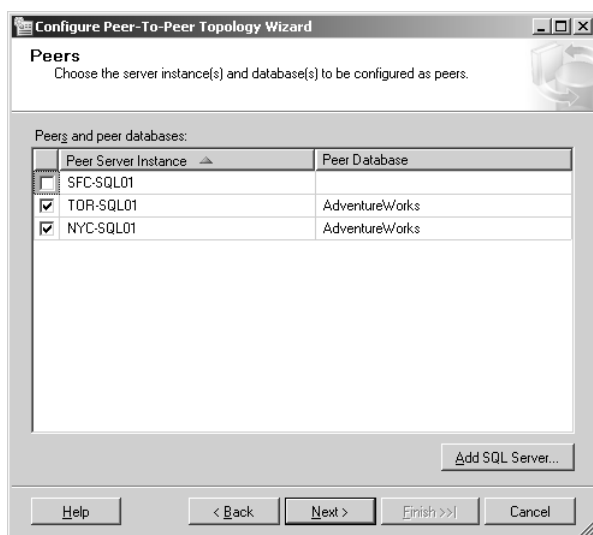 Configure Peer-To-Peer Topology Wizard
Peers
Choose the server instance(s) and database(s) to be configured as peers.
Peers and peer databases:
Peer Server Instance Peer Database
SFC-SQL01
TOR-SQL01 AdventureWorks
NYC-SQL01 AdventureWorks
Add SQL Server...
Help < Back Next > Finish >>| Cancel